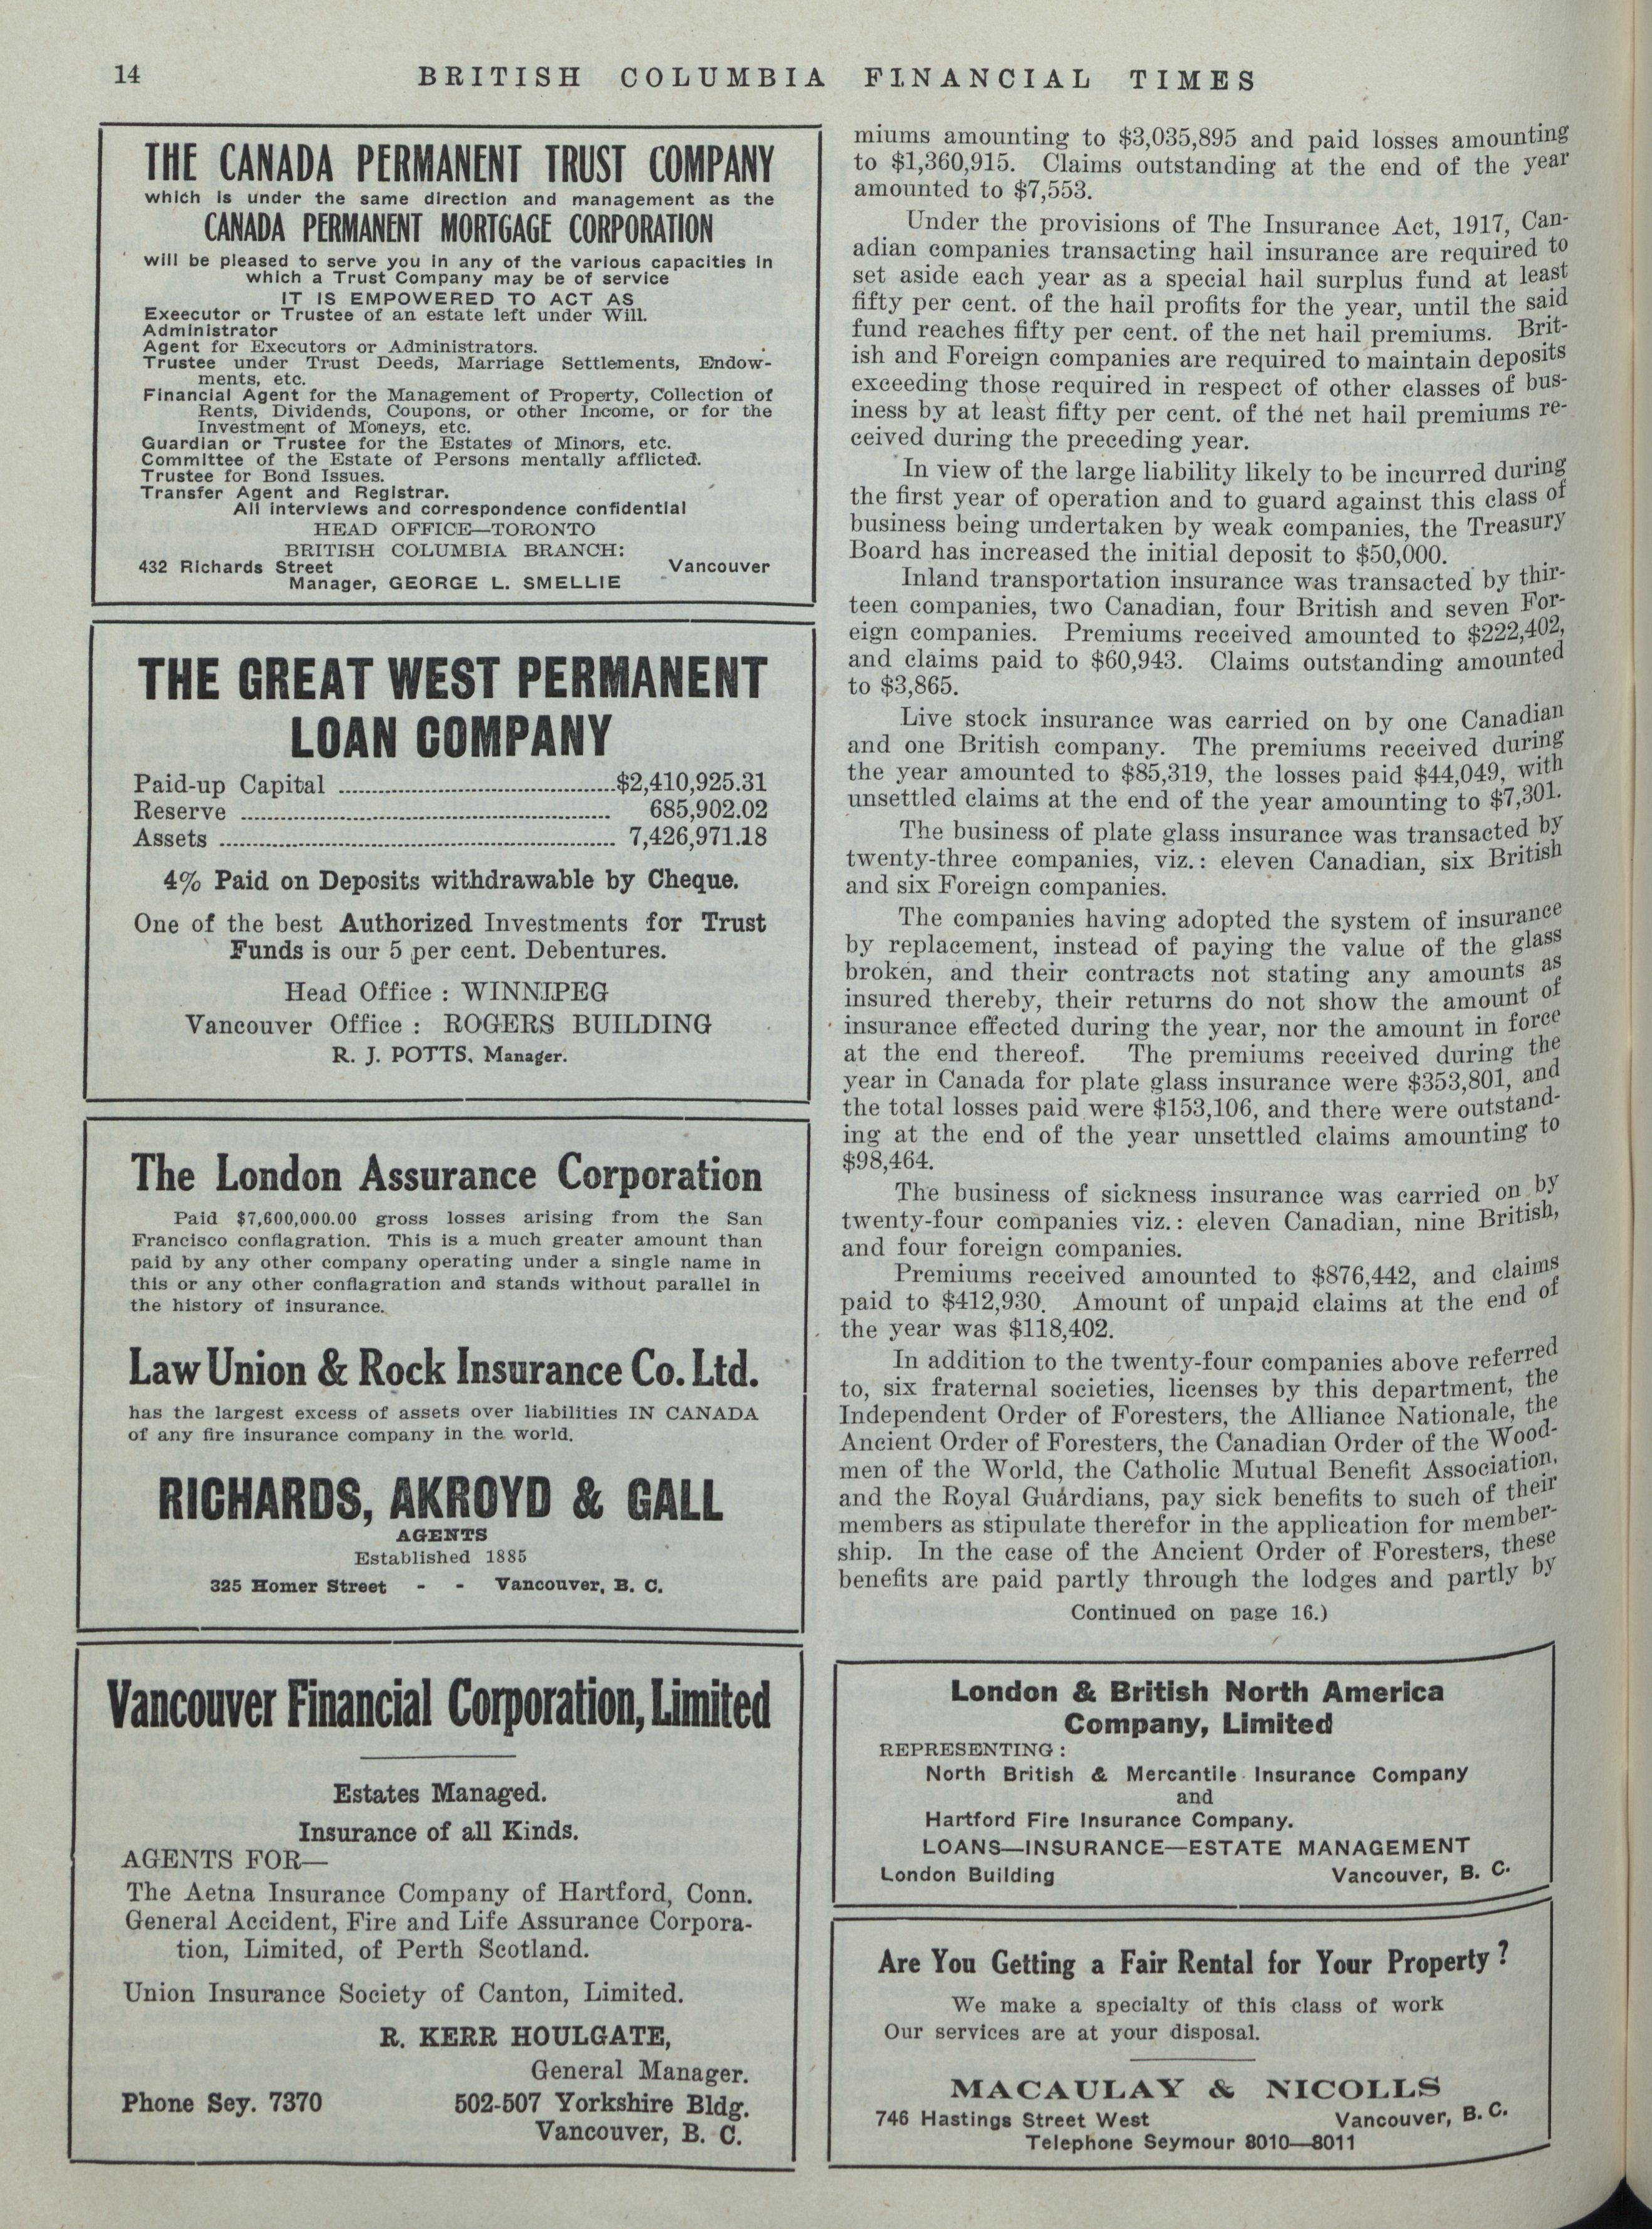 14
BRITISH COLUMBIA FINANCIAL TIMES
THE CANADA PERMANENT TRUST COMPANY
which is under the same direction and management as the
CANADA PERMANENT MORTGAGE CORPORATION
will be pleased to serve you in any of the various capacities in
which a Trust Company may be of service
IT IS EMPOWERED TO ACT AS
Exeecutor or Trustee of an estate left under Will.
Administrator
Agent for Executors or Administrators.
Trustee under Trust Deeds, Marriage Settlements, Endow-
ments, etc.
Financial Agent for the Management of Property, Collection of
Rents, Dividends, Coupons, or other Income, or for the
Investment of Moneys, etc.
Guardian or Trustee for the Estates of Minors, etc.
Committee of the Estate of Persons mentally afflicted.
Trustee for Bond Issues.
Transfer Agent and Registrar.
All interviews and correspondence confidential
HEAD OFFICE—TORONTO
BRITISH COLUMBIA BRANCH:
432 Richards Street Vancouver
Manager, GEORGE L. SMELLIE
THE GREAT WEST PERMANENT
LOAN COMPANY
Paid-up Capital ..........$2,410,925.31
Reserve .......... 685,902.02
Assets .......... 7,426,971.18
4% Paid on Deposits withdrawable by Cheque.
One of the best Authorized Investments for Trust
Funds is our 5 per cent. Debentures.
Head Office : WINNIPEG
Vancouver Office : ROGERS BUILDING
R. J. POTTS, Manager.
The London Assurance Corporation
Paid $7,600,000.00 gross losses arising from the San
Francisco conflagration. This is a much greater amount than
paid by any other company operating under a single name in
this or any other conflagration and stands without parallel in
the history of insurance.
Law Union & Rock Insurance Co. Ltd.
has the largest excess of assets over liabilities IN CANADA
of any fire insurance company in the world.
RICHARDS, AKROYD & GALL
AGENTS
Established 1885
325 Homer Street - - Vancouver, B. C.
Vancouver Financial Corporation, Limited
Estates Managed.
Insurance of all Kinds.
AGENTS FOR—
The Aetna Insurance Company of Hartford, Conn.
General Accident, Fire and Life Assurance Corpora-
tion, Limited, of Perth Scotland.
Union Insurance Society of Canton, Limited.
R. KERR HOULGATE,
General Manager.
Phone Sey. 7370 502-507 Yorkshire Bldg.
Vancouver, B. C.
miums amounting to $3,035,895 and paid losses amounting
to $1,360,915. Claims outstanding at the end of the year
amounted to $7,553.
Under the provisions of The Insurance Act, 1917, Can-
adian companies transacting hail insurance are required to
set aside each year as a special hail surplus fund at least
fifty per cent. of the hail profits for the year, until the said
fund reaches fifty per cent. of the net hail premiums. Brit-
ish and Foreign companies are required to maintain deposits
exceeding those required in respect of other classes of bus-
iness by at least fifty per cent. of the net hail premiums re-
ceived during the preceding year.
In view of the large liability likely to be incurred during
the first year of operation and to guard against this class of
business being undertaken by weak companies, the Treasury
Board has increased the initial deposit to $50,000.
Inland transportation insurance was transacted by thir-
teen companies, two Canadian, four British and seven For-
eign companies. Premiums received amounted to $222,402,
and claims paid to $60,943. Claims outstanding amounted
to $3,865.
Live stock insurance was carried on by one Canadian
and one British company. The premiums received during
the year amounted to $85,319, the losses paid $44,049, with
unsettled claims at the end of the year amounting to $7,301.
The business of plate glass insurance was transacted by
twenty-three companies, viz.: eleven Canadian, six British
and six Foreign companies.
The companies having adopted the system of insurance
by replacement, instead of paying the value of the glass
broken, and their contracts not stating any amounts as
insured thereby, their returns do not show the amount of
insurance effected during the year, nor the amount in force
at the end thereof. The premiums received during the
year in Canada for plate glass insurance were $353,801, and
the total losses paid were $153,106, and there were outstand-
ing at the end of the year unsettled claims amounting to
$98,464.
The business of sickness insurance was carried on by
twenty-four companies viz.: eleven Canadian, nine British,
and four foreign companies.
Premiums received amounted to $876,442, and claims
paid to $412,930. Amount of unpaid claims at the end of
the year was $118,402.
In addition to the twenty-four companies above referred
to, six fraternal societies, licenses by this department, the
Independent Order of Foresters, the Alliance Nationale, the
Ancient Order of Foresters, the Canadian Order of the Wood-
men of the World, the Catholic Mutual Benefit Association,
and the Royal Guardians, pay sick benefits to such of their
members as stipulate therefor in the application for member-
ship. In the case of the Ancient Order of Foresters, these
benefits are paid partly through the lodges and partly by
Continued on page 16.)
London & British North America
Company, Limited
REPRESENTING :
North British & Mercantile Insurance Company
and
Hartford Fire Insurance Company.
LOANS—INSURANCE—ESTATE MANAGEMENT
London Building Vancouver, B. C.
Are You Getting a Fair Rental for Your Property?
We make a specialty of this class of work
Our services are at your disposal.
MACAULAY & NICOLLS
746 Hastings Street West Vancouver, B. C.
Telephone Seymour 8010—8011